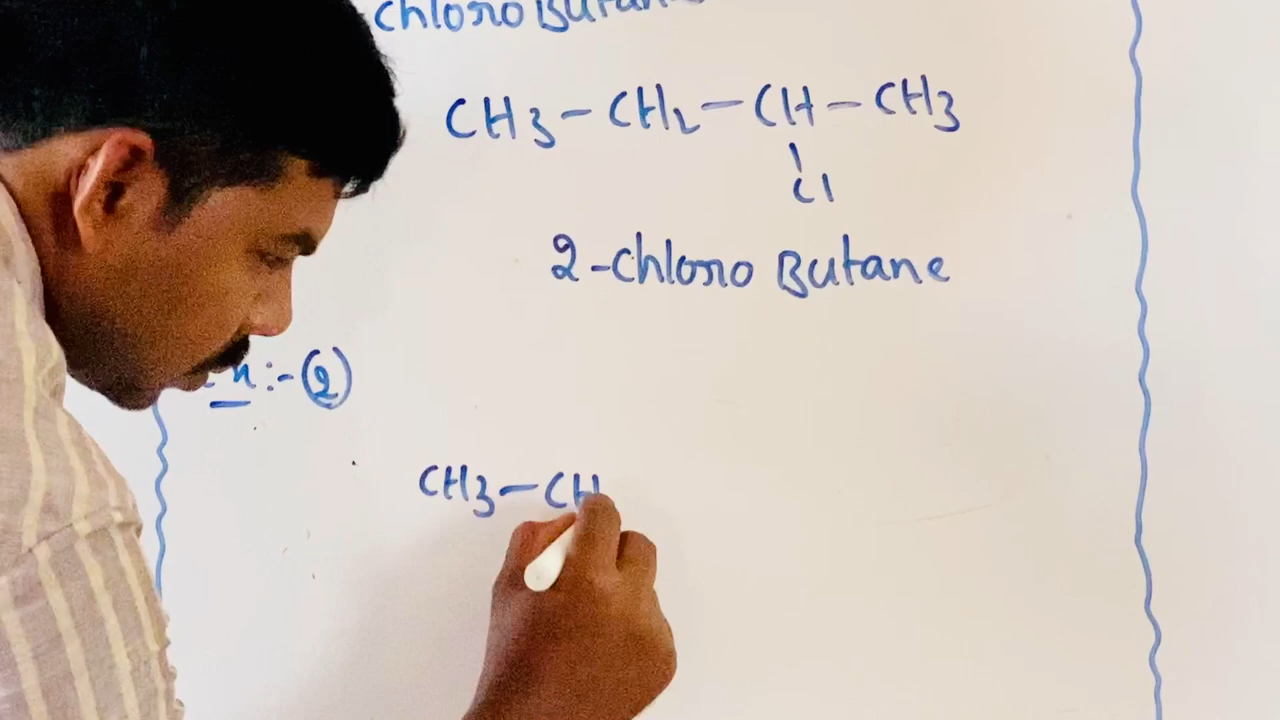 chloro Butane
CH3-CH2-CH-CH3
Cl
2-chloro Butane
:-(2)
CH3-CH